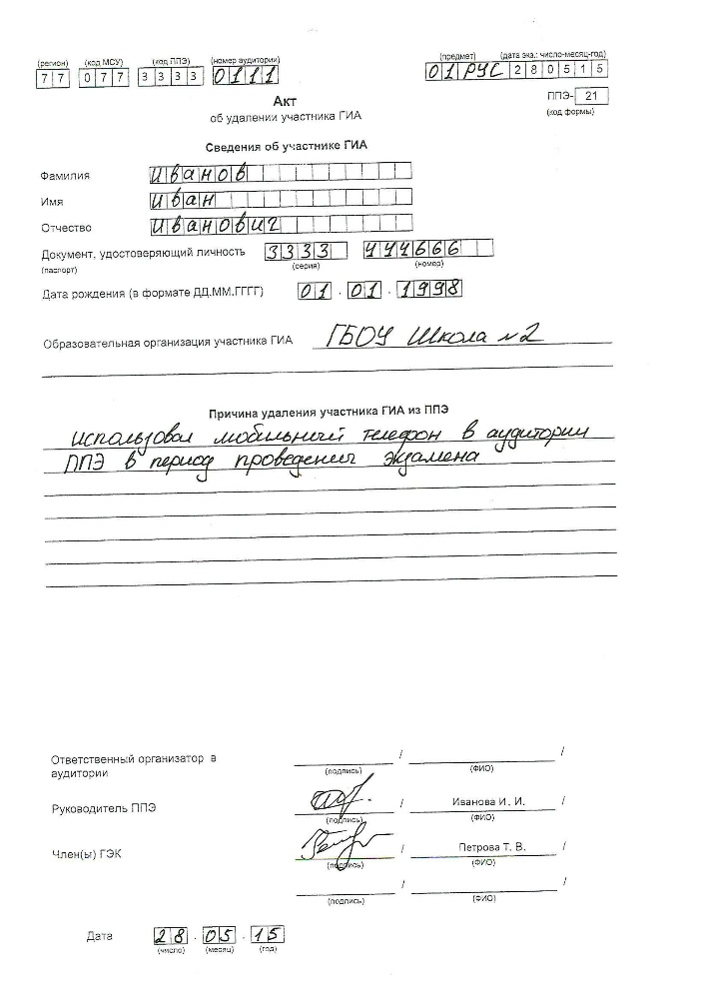 (регион) (код МСУ) (код ППЭ) (номер аудитории) (предмет) (дата экз.: число-месяц-год)
77 077 3333 0111 01 РУС 280515
ППЭ- 21
(код формы)
Акт
об удалении участника ГИА
Сведения об участнике ГИА
Фамилия Иванов
Имя Иван
Отчество Иванович
Документ, удостоверяющий личность 3333 444666
(паспорт) (серия) (номер)
Дата рождения (в формате ДД.ММ.ГГГГ) 01.01.1998
Образовательная организация участника ГИА ГБОУ Школа №2
Причина удаления участника ГИА из ППЭ
использовал мобильный телефон в аудитории
ППЭ в период проведения экзамена
Ответственный организатор в / /
аудитории (подпись) (ФИО)
Руководитель ППЭ / Иванова И. И. /
(подпись) (ФИО)
Член(ы) ГЭК / Петрова Т. В. /
(подпись) (ФИО)
/ /
(подпись) (ФИО)
Дата 28.05.15
(число) (месяц) (год)